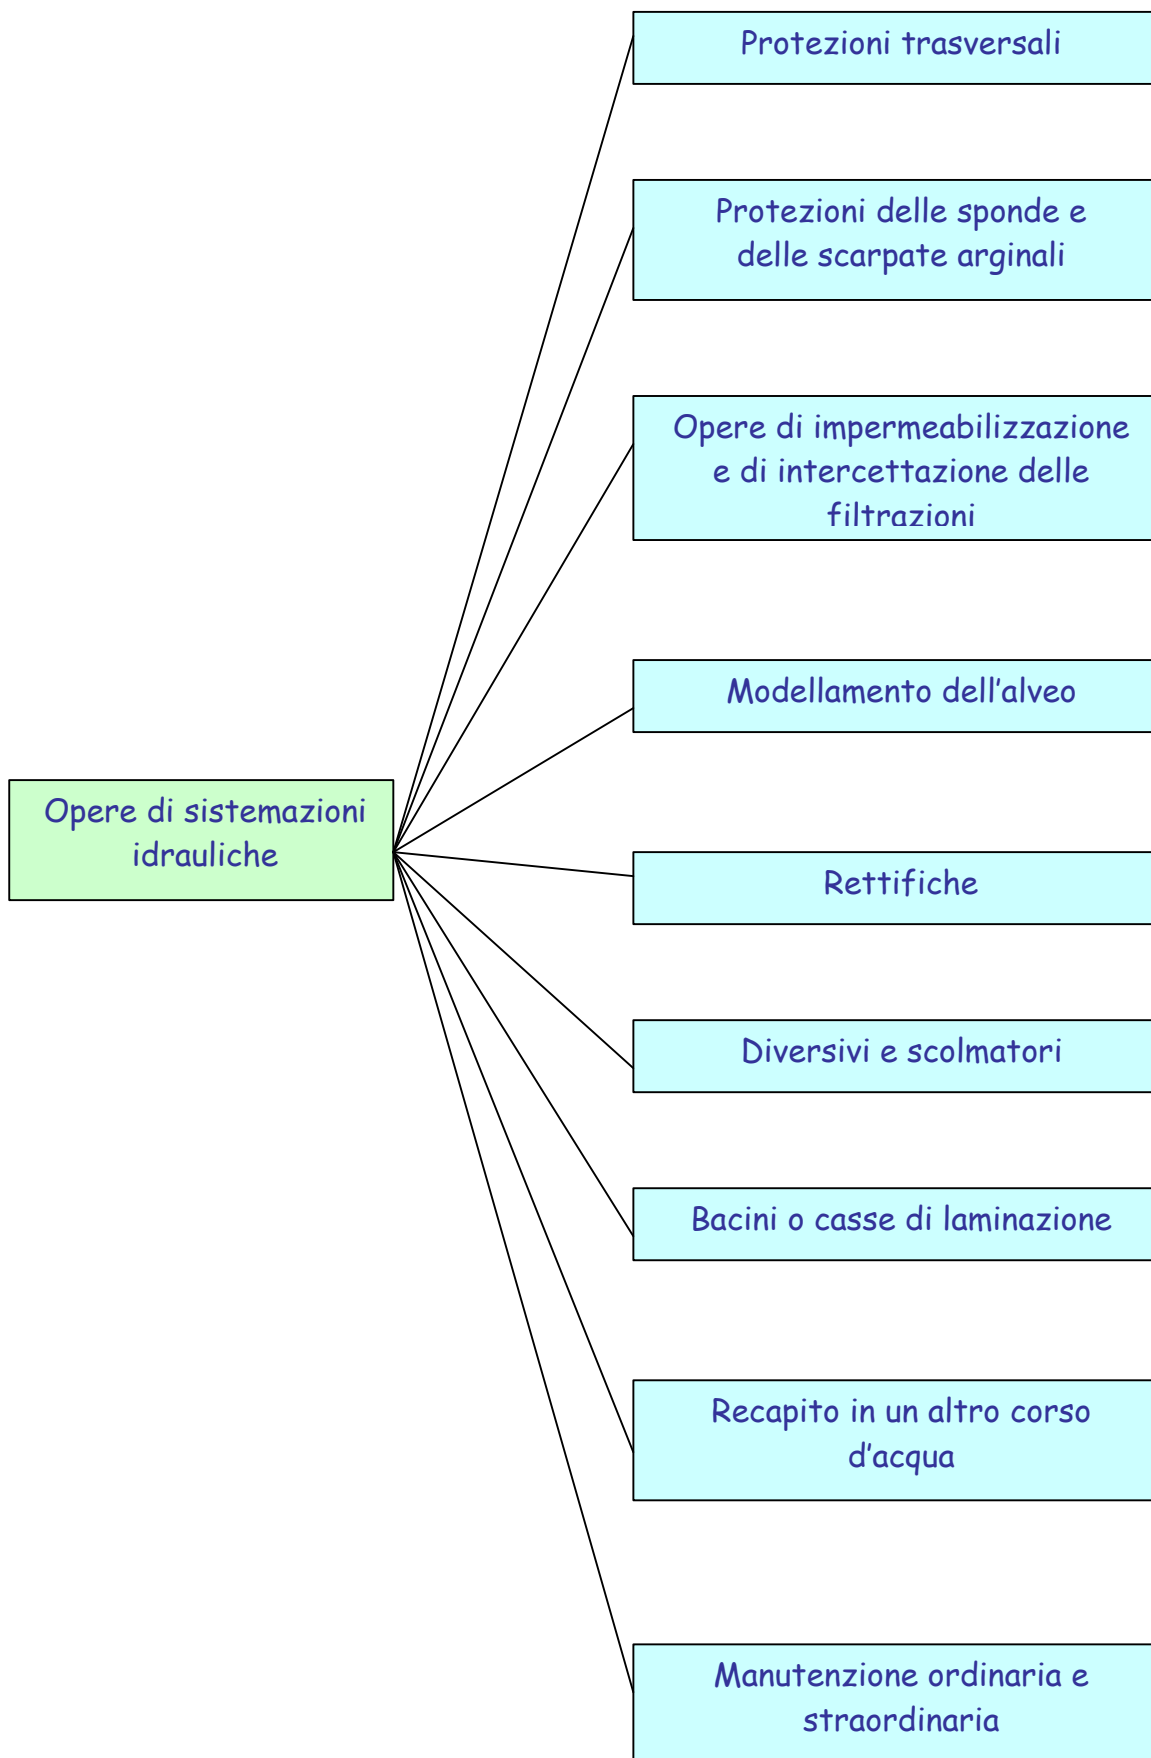 Protezioni trasversali
Protezioni delle sponde e
delle scarpate arginali
Opere di impermeabilizzazione
e di intercettazione delle
filtrazioni
Modellamento dell'alveo
Opere di sistemazioni
idrauliche
Rettifiche
Diversivi e scolmatori
Bacini o casse di laminazione
Recapito in un altro corso
d'acqua
Manutenzione ordinaria e
straordinaria